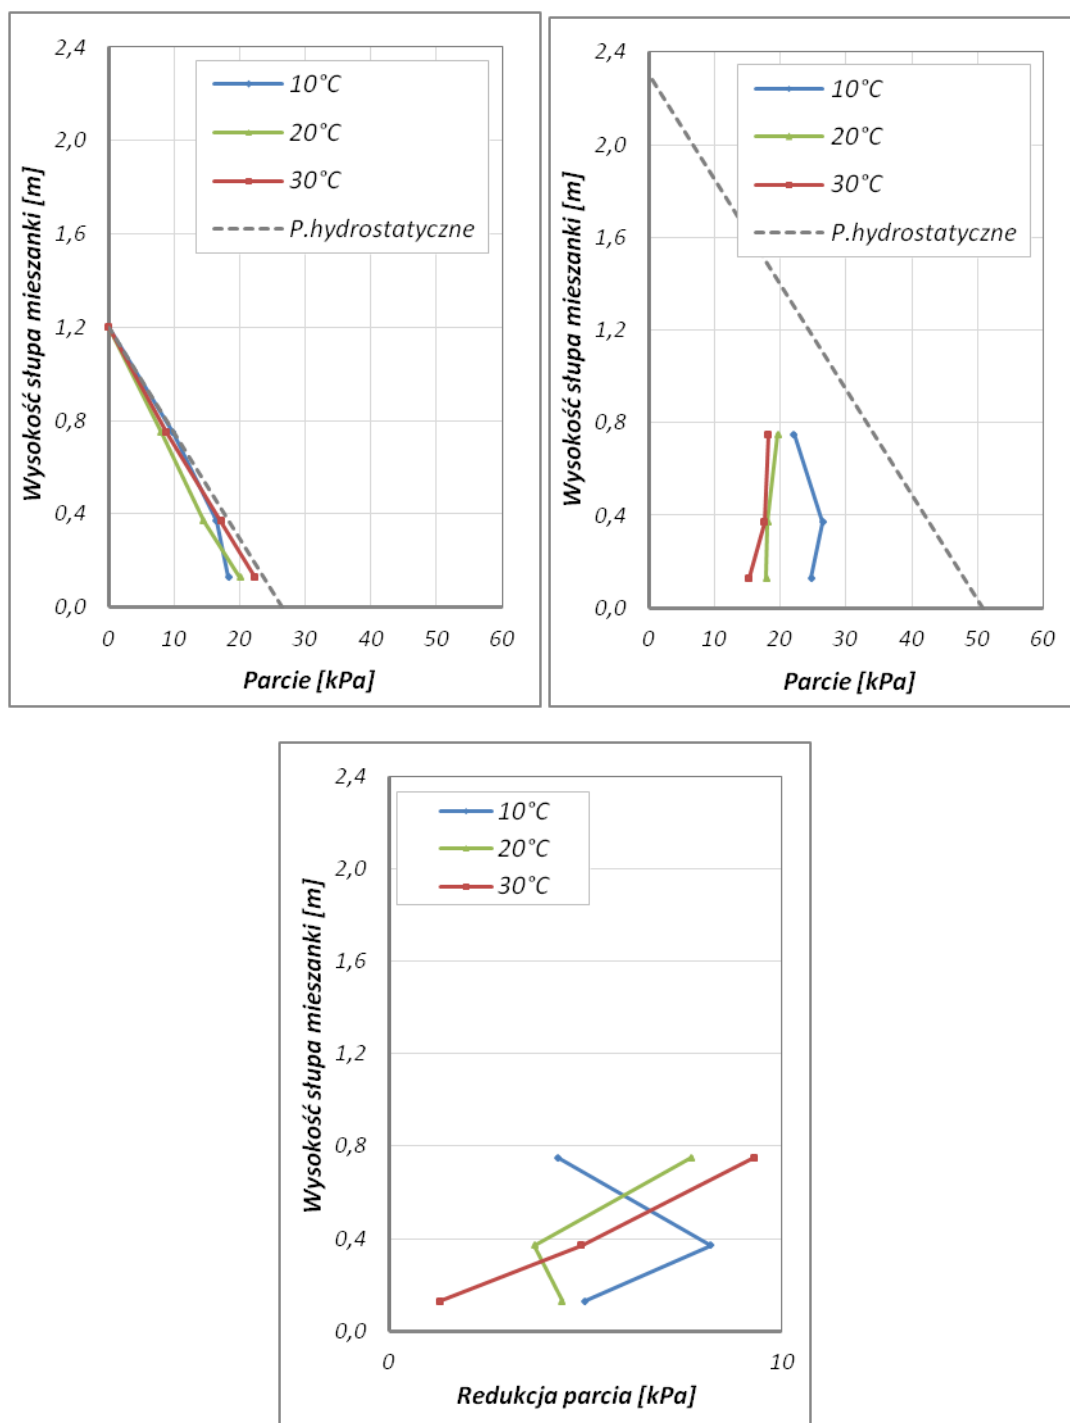 2,4
2,0
1,6
1,2
0,8
0,4
0,0
Wysokość słupa mieszanki [m]
10°C
20°C
30°C
P.hydrostatyczne
0 10 20 30 40 50 60
Parcie [kPa]
2,4
2,0
1,6
1,2
0,8
0,4
0,0
Wysokość słupa mieszanki [m]
10°C
20°C
30°C
P.hydrostatyczne
0 10 20 30 40 50 60
Parcie [kPa]
2,4
2,0
1,6
1,2
0,8
0,4
0,0
Wysokość słupa mieszanki [m]
10°C
20°C
30°C
0 10
Redukcja parcia [kPa]